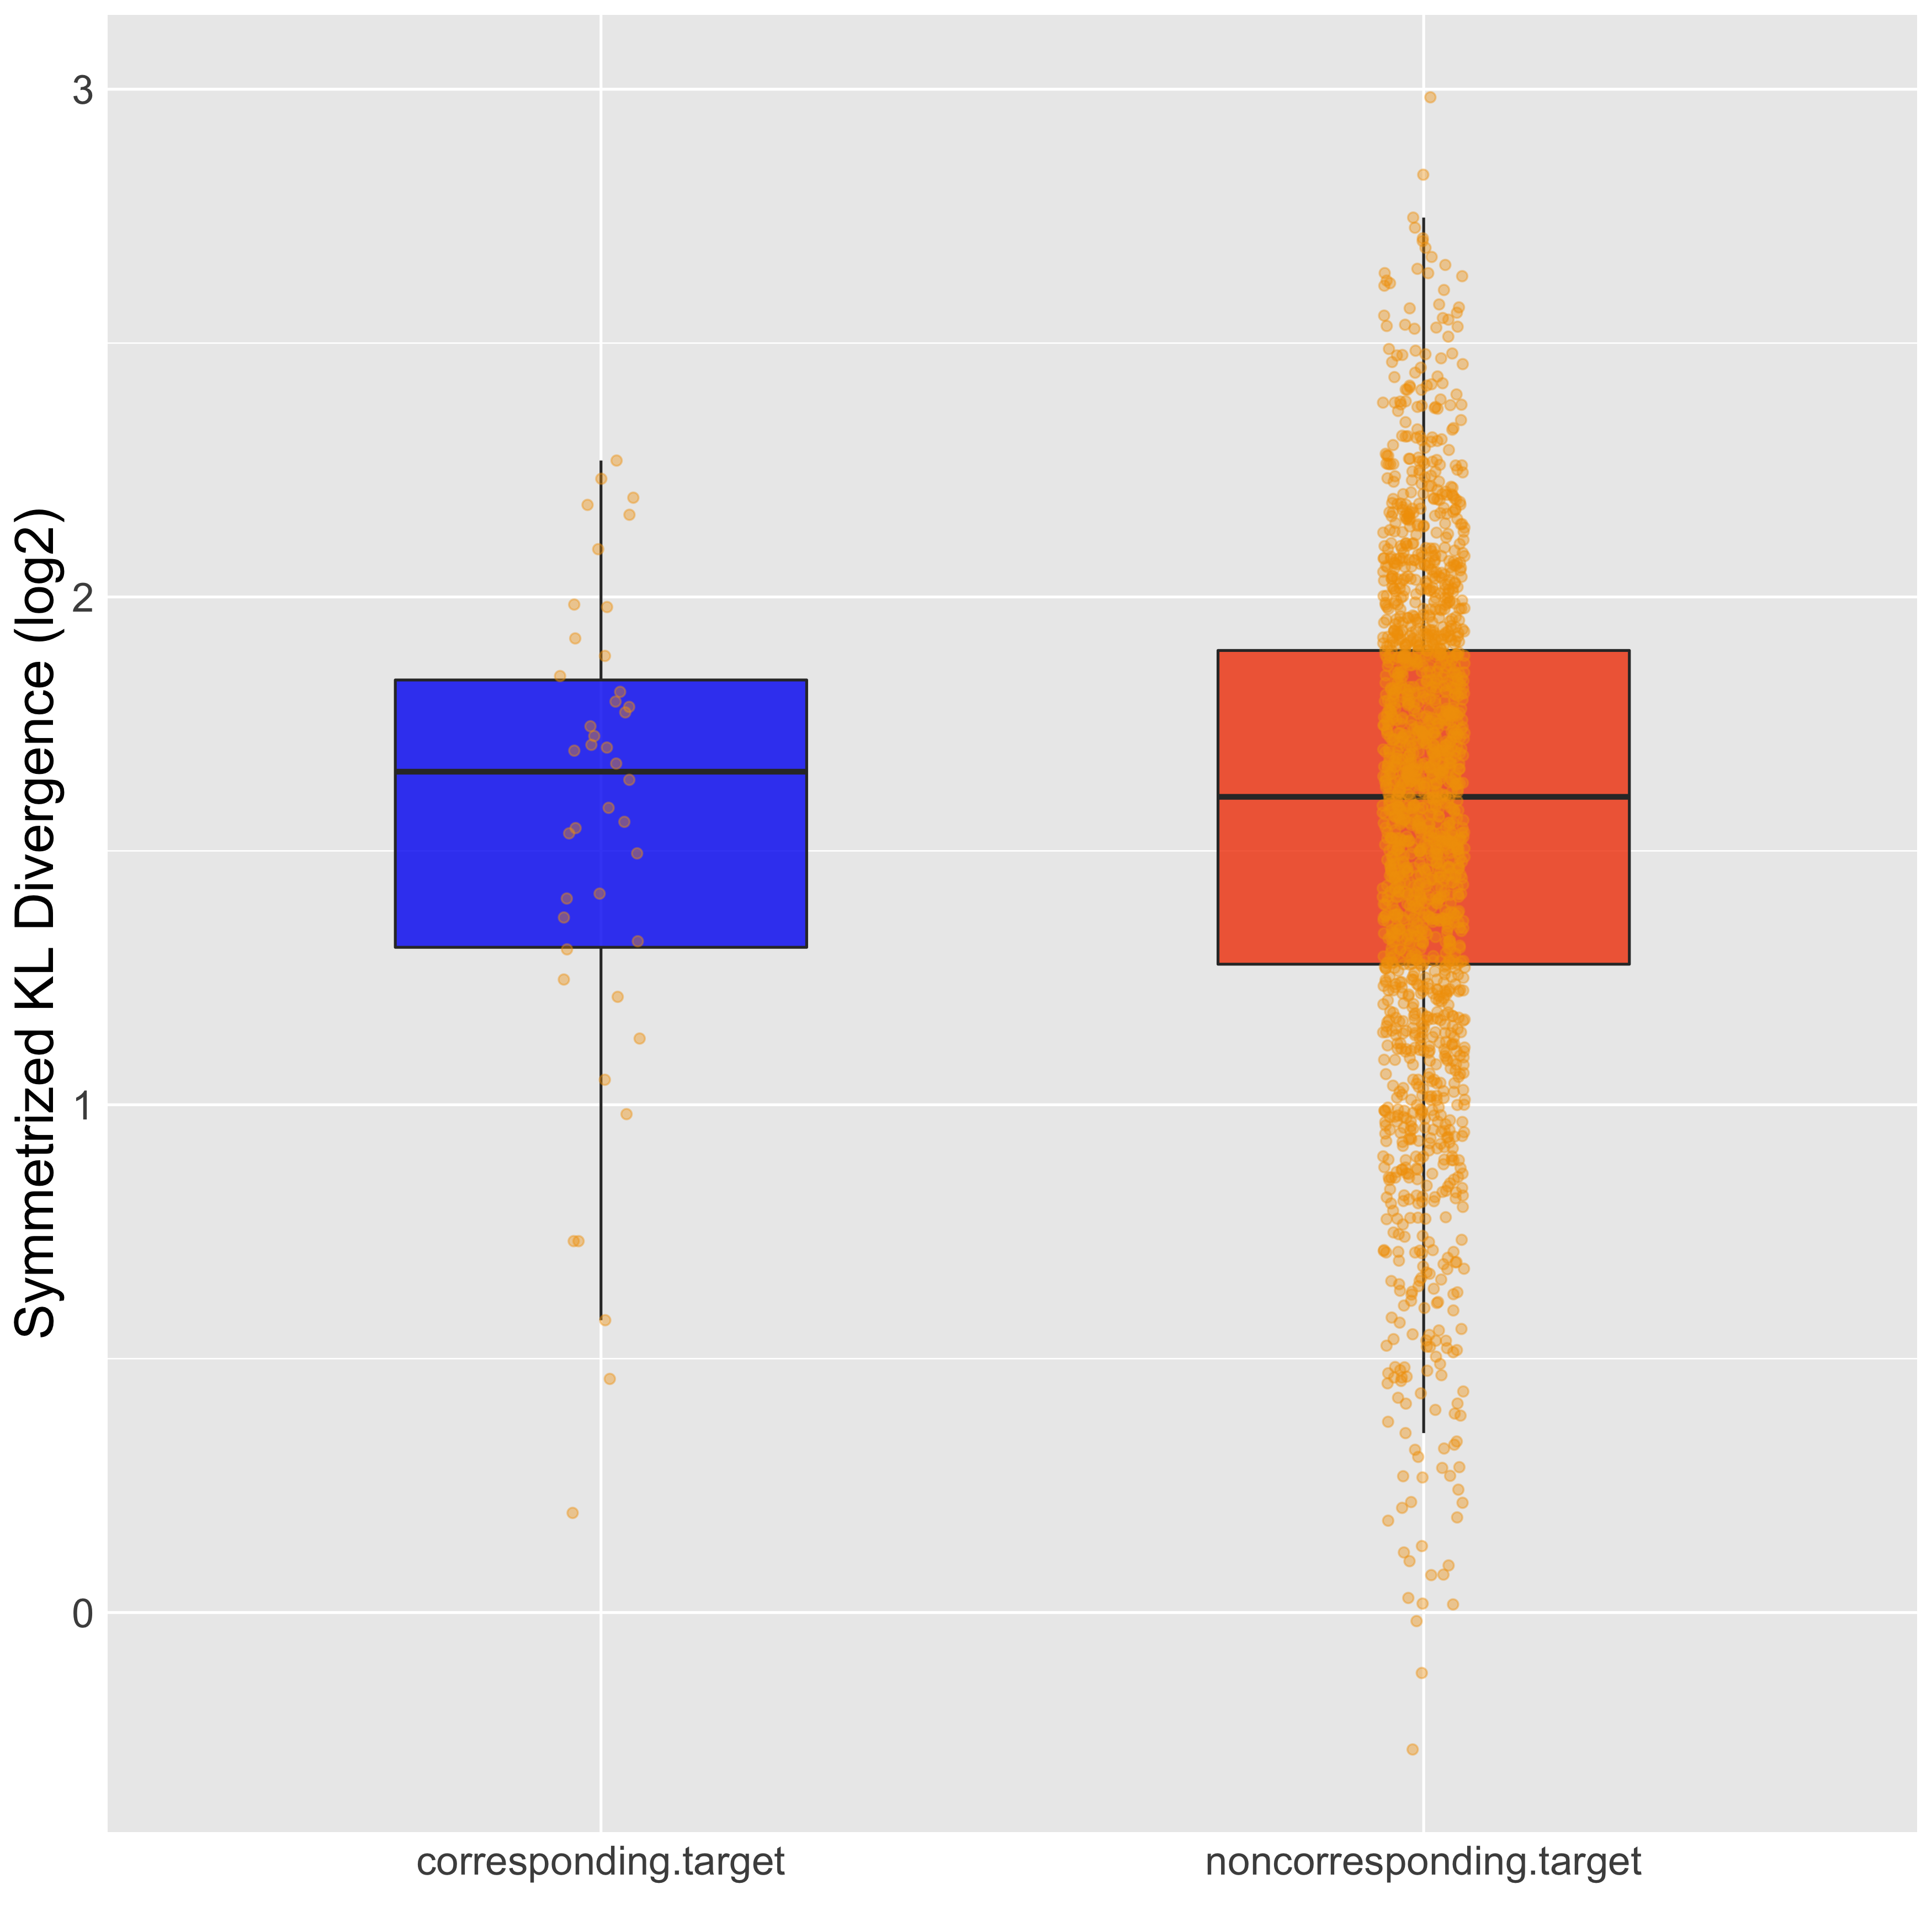 Symmetrized KL Divergence (log2)
3
2
1
0
corresponding.target
noncorresponding.target